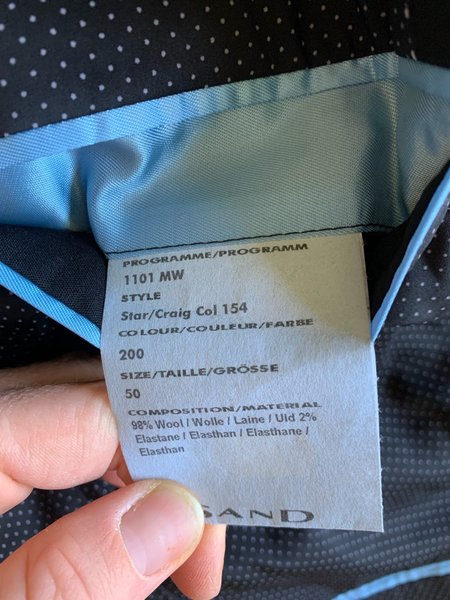 PROGRAMME/PROGRAMM
1101 MW
STYLE
Star/Craig Col 154
COLOUR/COULEUR/FARBE
200
SIZE/TAILLE/GRÖSSE
50
COMPOSITION/MATERIAL
98% Wool / Wolle / Laine / Uld 2%
Elastane / Elasthan / Elasthane /
Elasthan
SAND